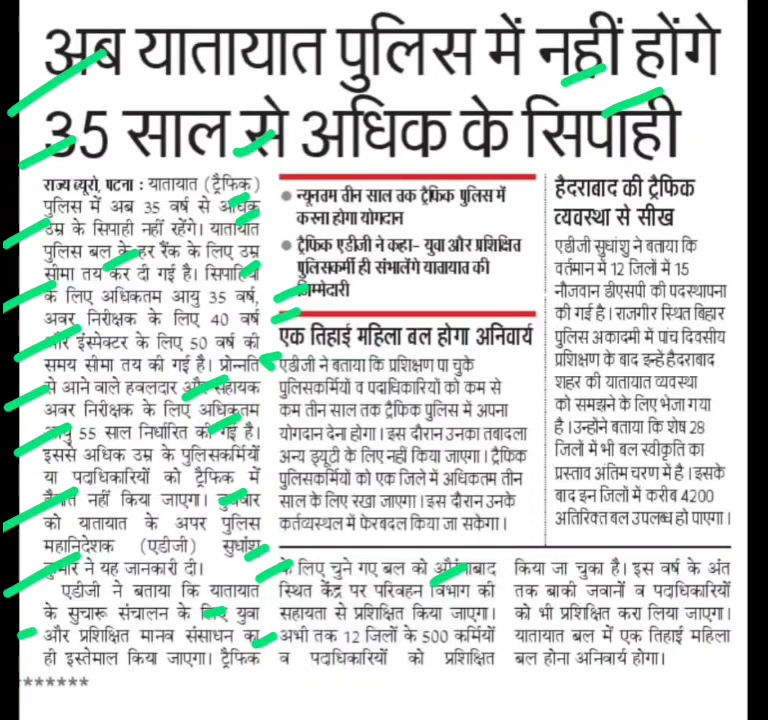 अब यातायात पुलिस में नहीं होंगे
35 साल से अधिक के सिपाही
राज्य ब्यूरो, पटना : यातायात (ट्रैफिक)
पुलिस में अब 35 वर्ष से अधिक
उम्र के सिपाही नहीं रहेंगे। यातायात
पुलिस बल के हर रैंक के लिए उम्र
सीमा तय कर दी गई है। सिपाहियों
के लिए अधिकतम आयु 35 वर्ष,
अवर निरीक्षक के लिए 40 वर्ष
और इंस्पेक्टर के लिए 50 वर्ष की
समय सीमा तय की गई है। प्रोन्नति
से आने वाले हवलदार और सहायक
अवर निरीक्षक के लिए अधिकतम
आयु 55 साल निर्धारित की गई है।
इससे अधिक उम्र के पुलिसकर्मियों
या पदाधिकारियों को ट्रैफिक में
तैनात नहीं किया जाएगा। बुधवार
को यातायात के अपर पुलिस
महानिदेशक (एडीजी) सुधांशु
कुमार ने यह जानकारी दी।
एडीजी ने बताया कि यातायात
के सुचारू संचालन के लिए युवा
और प्रशिक्षित मानव संसाधन का
ही इस्तेमाल किया जाएगा। ट्रैफिक
● न्यूनतम तीन साल तक ट्रैफिक पुलिस में
करना होगा योगदान
● ट्रैफिक एडीजी ने कहा- युवा और प्रशिक्षित
पुलिसकर्मी ही संभालेंगे यातायात की
जिम्मेदारी
एक तिहाई महिला बल होगा अनिवार्य
एडीजी ने बताया कि प्रशिक्षण पा चुके
पुलिसकर्मियों व पदाधिकारियों को कम से
कम तीन साल तक ट्रैफिक पुलिस में अपना
योगदान देना होगा। इस दौरान उनका तबादला
अन्य ड्यूटी के लिए नहीं किया जाएगा। ट्रैफिक
पुलिसकर्मियों को एक जिले में अधिकतम तीन
साल के लिए रखा जाएगा। इस दौरान उनके
कर्तव्यस्थल में फेरबदल किया जा सकेगा।
हैदराबाद की ट्रैफिक
व्यवस्था से सीख
एडीजी सुधांशु ने बताया कि
वर्तमान में 12 जिलों में 15
नौजवान डीएसपी की पदस्थापना
की गई है। राजगीर स्थित बिहार
पुलिस अकादमी में पांच दिवसीय
प्रशिक्षण के बाद इन्हें हैदराबाद
शहर की यातायात व्यवस्था
को समझने के लिए भेजा गया
है। उन्होंने बताया कि शेष 28
जिलों में भी बल स्वीकृति का
प्रस्ताव अंतिम चरण में है। इसके
बाद इन जिलों में करीब 4200
अतिरिक्त बल उपलब्ध हो पाएगा।
के लिए चुने गए बल को औरंगाबाद
स्थित केंद्र पर परिवहन विभाग की
सहायता से प्रशिक्षित किया जाएगा।
अभी तक 12 जिलों के 500 कर्मियों
व पदाधिकारियों को प्रशिक्षित
किया जा चुका है। इस वर्ष के अंत
तक बाकी जवानों व पदाधिकारियों
को भी प्रशिक्षित करा लिया जाएगा।
यातायात बल में एक तिहाई महिला
बल होना अनिवार्य होगा।
*******